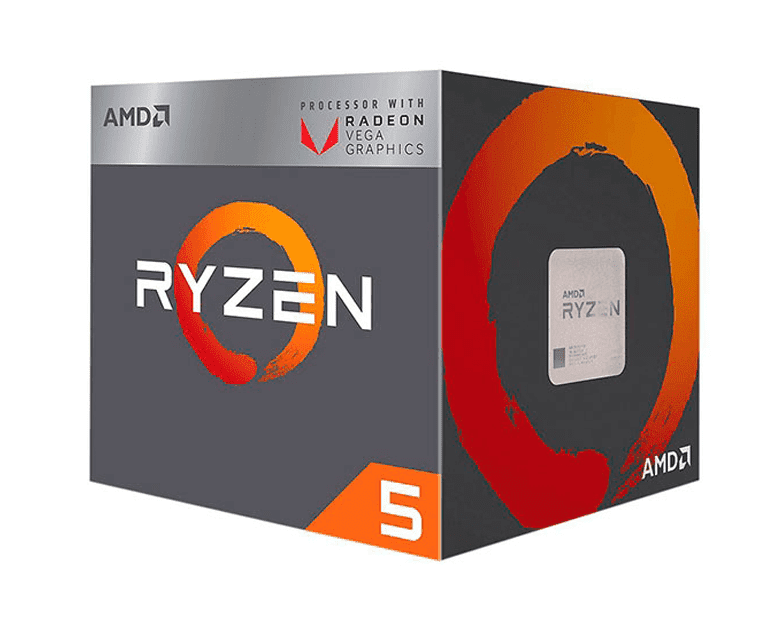 AMD
PROCESSOR WITH
RADEON
VEGA
GRAPHICS
RYZEN
5
AMD
RYZEN
AMD